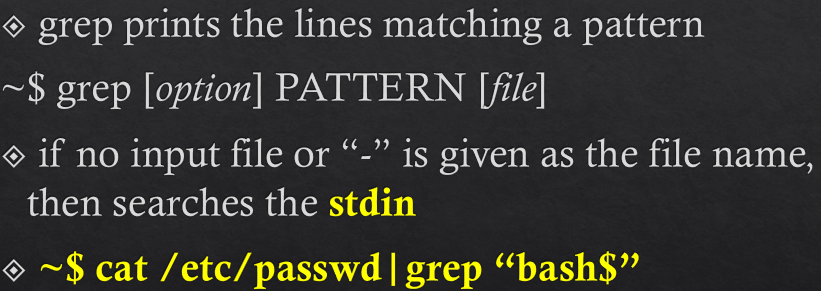 ❖ grep prints the lines matching a pattern
~$ grep [option] PATTERN [file]
❖ if no input file or “-” is given as the file name,
then searches the stdin
❖ ~$ cat /etc/passwd|grep “bash$”